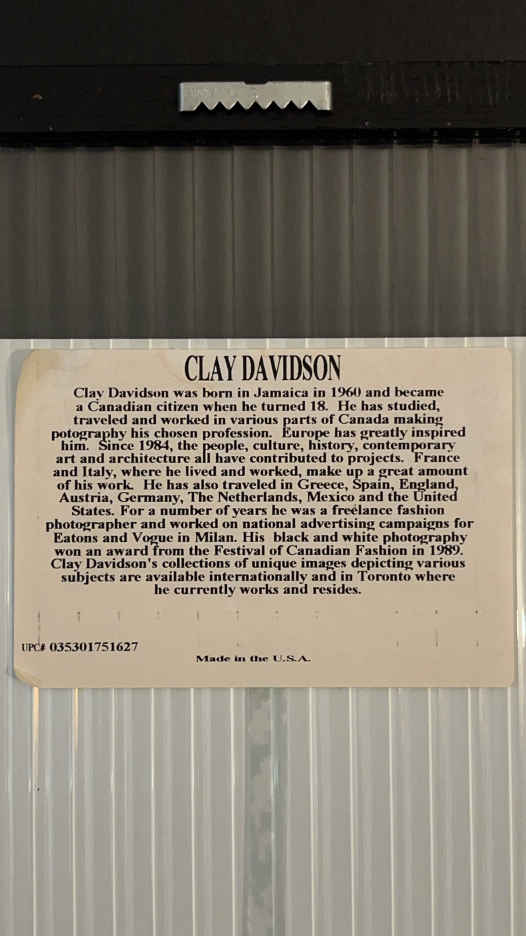 CLAY DAVIDSON
Clay Davidson was born in Jamaica in 1960 and became
a Canadian citizen when he turned 18. He has studied,
traveled and worked in various parts of Canada making
potography his chosen profession. Europe has greatly inspired
him. Since 1984, the people, culture, history, contemporary
art and architecture all have contributed to projects. France
and Italy, where he lived and worked, make up a great amount
of his work. He has also traveled in Greece, Spain, England,
Austria, Germany, The Netherlands, Mexico and the United
States. For a number of years he was a freelance fashion
photographer and worked on national advertising campaigns for
Eatons and Vogue in Milan. His black and white photography
won an award from the Festival of Canadian Fashion in 1989.
Clay Davidson's collections of unique images depicting various
subjects are available internationally and in Toronto where
he currently works and resides.
UPC# 035301751627
Made in the U.S.A.